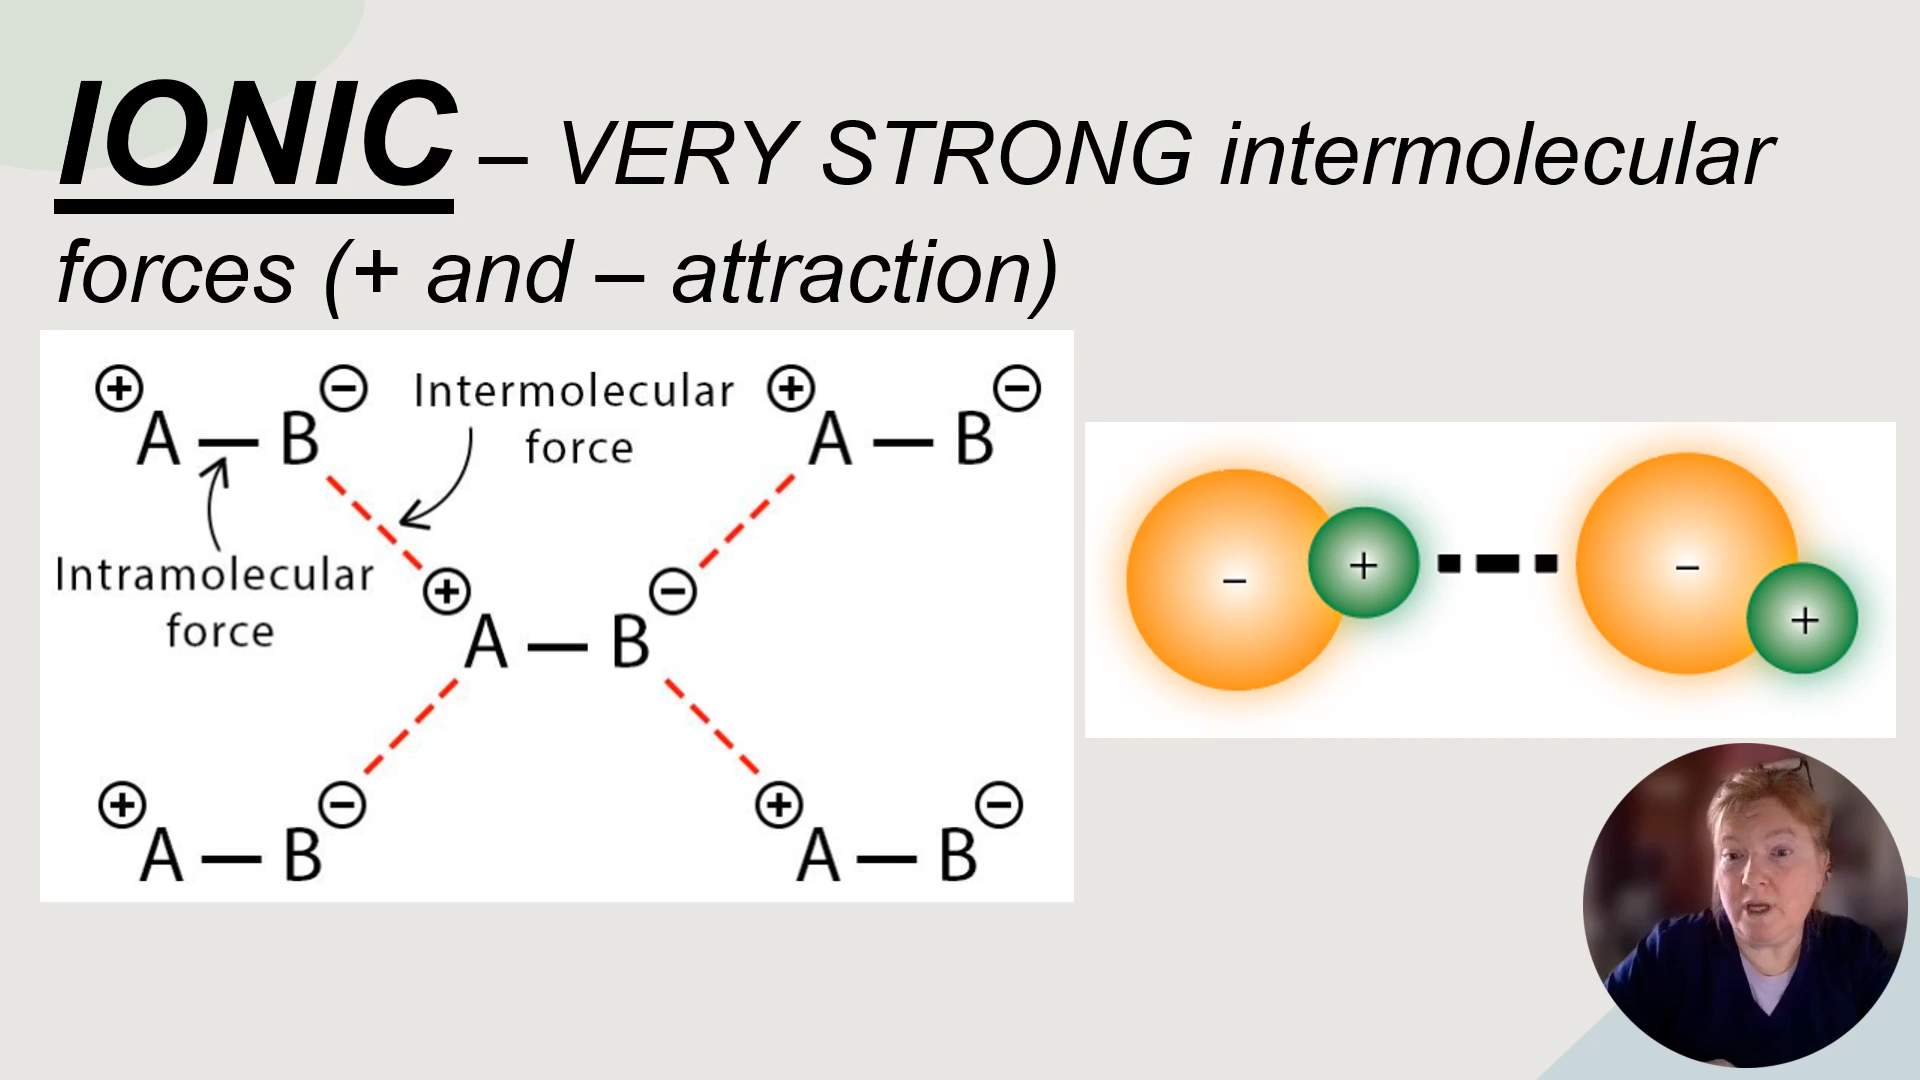 IONIC – VERY STRONG intermolecular
forces (+ and – attraction)
+ A — B −
Intermolecular
force
+ A — B −
Intramolecular
force
+ A — B −
+ A — B −
+ A — B −
− +
− +